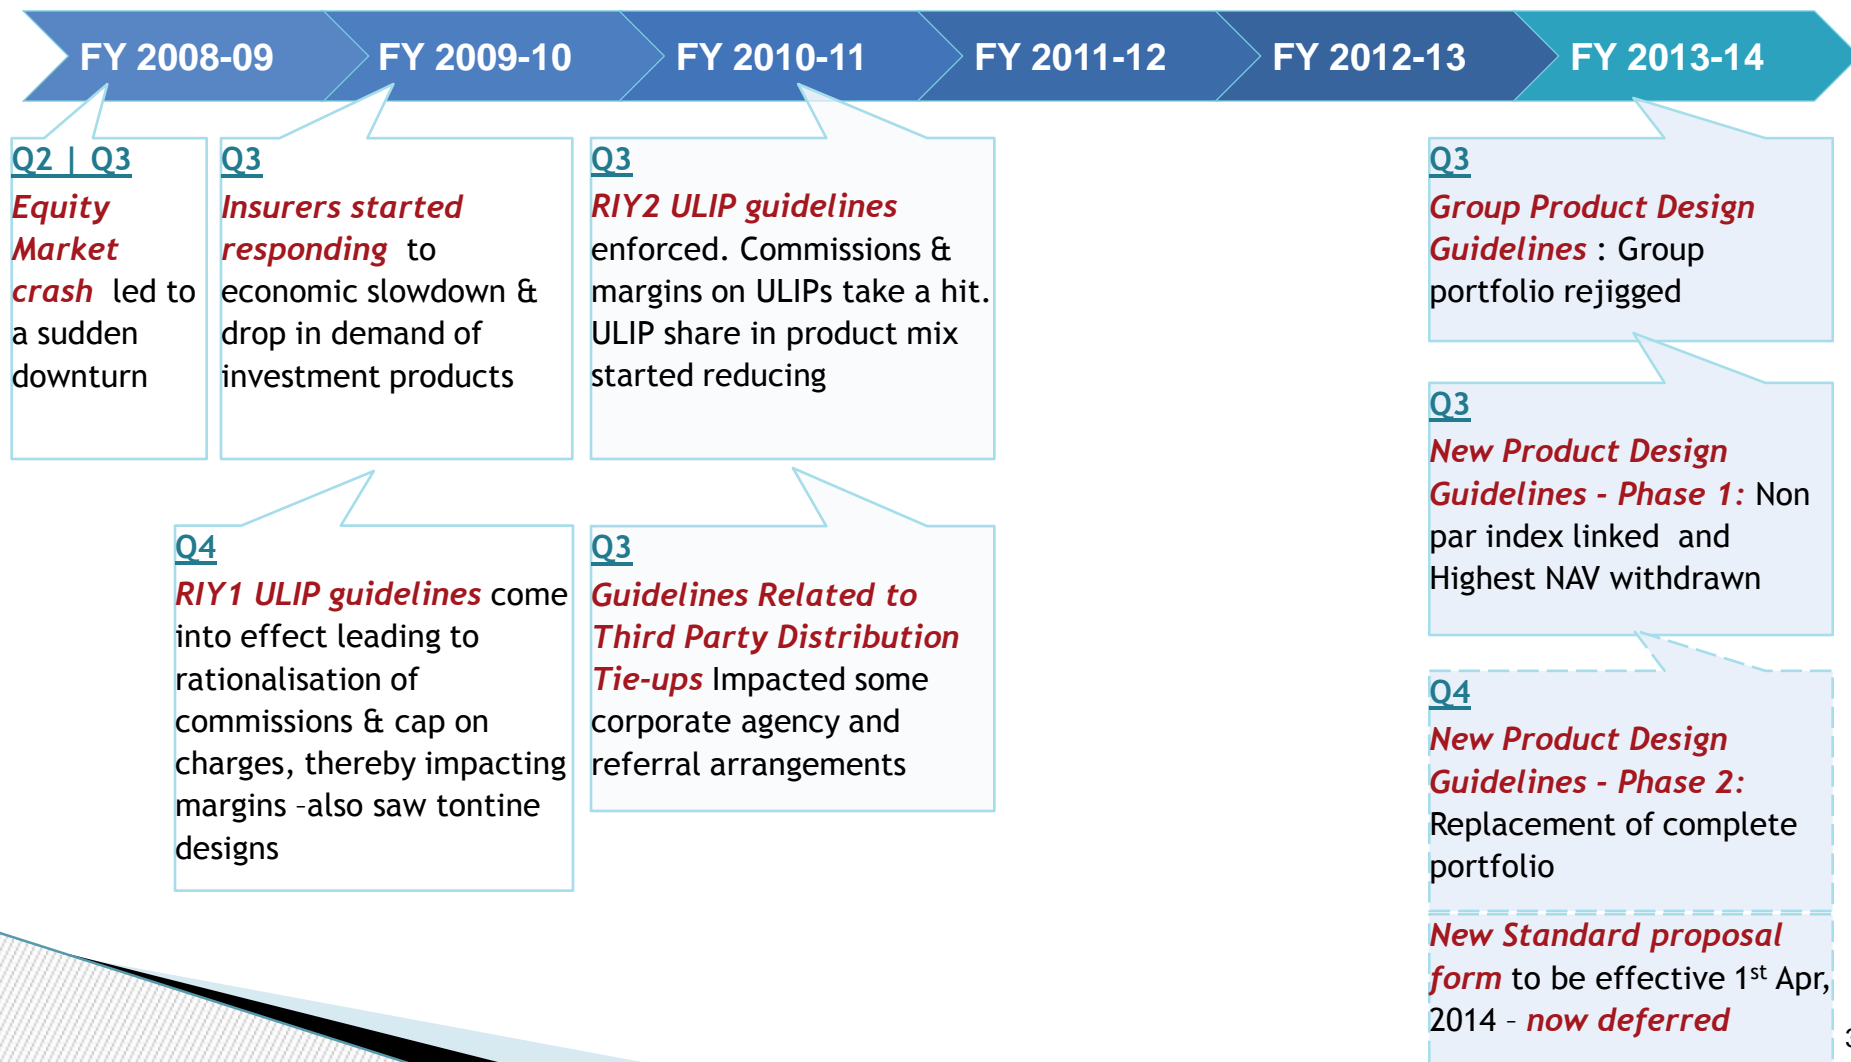 FY 2008-09
FY 2009-10
FY 2010-11
FY 2011-12
FY 2012-13
FY 2013-14
Q2 | Q3
Equity
Market
crash led to
a sudden
downturn
Q3
Insurers started
responding to
economic slowdown &
drop in demand of
investment products
Q4
RIY1 ULIP guidelines come
into effect leading to
rationalisation of
commissions & cap on
charges, thereby impacting
margins –also saw tontine
designs
Q3
RIY2 ULIP guidelines
enforced. Commissions &
margins on ULIPs take a hit.
ULIP share in product mix
started reducing
Q3
Guidelines Related to
Third Party Distribution
Tie-ups Impacted some
corporate agency and
referral arrangements
Q3
Group Product Design
Guidelines : Group
portfolio rejigged
Q3
New Product Design
Guidelines - Phase 1: Non
par index linked and
Highest NAV withdrawn
Q4
New Product Design
Guidelines - Phase 2:
Replacement of complete
portfolio
New Standard proposal
form to be effective 1st Apr,
2014 – now deferred